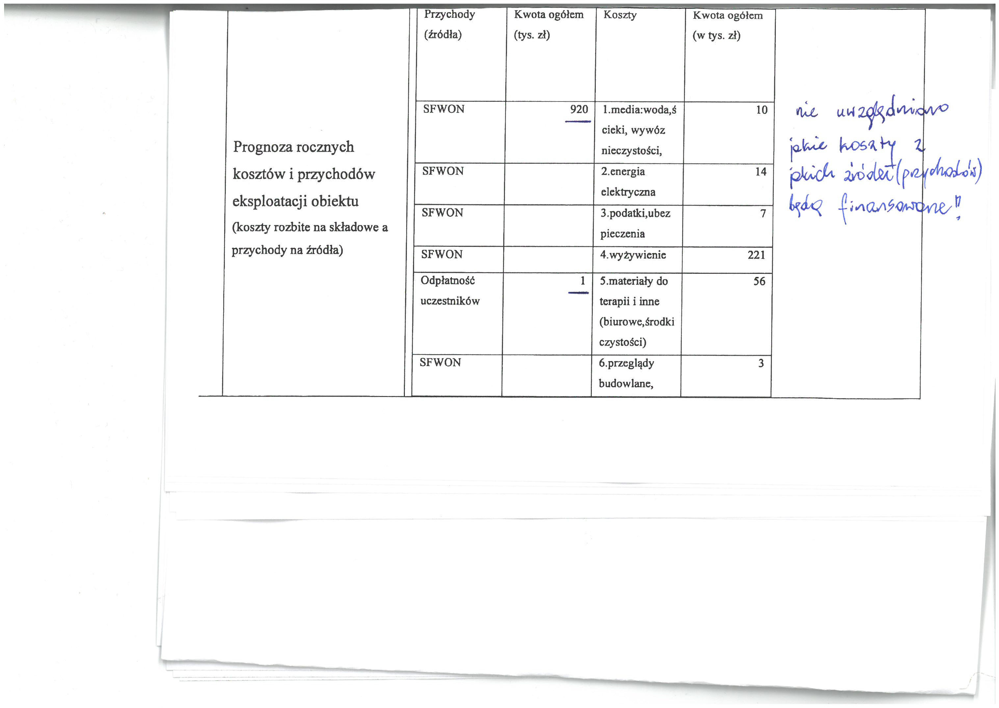 Przychody
(źródła)
Kwota ogółem
(tys. zł)
Koszty
Kwota ogółem
(w tys. zł)
Prognoza rocznych
kosztów i przychodów
eksploatacji obiektu
(koszty rozbite na składowe a
przychody na źródła)
SFWON
920
1.media:woda,ś
cieki, wywóz
nieczystości,
10
SFWON
2.energia
elektryczna
14
SFWON
3.podatki,ubez
pieczenia
7
SFWON
4.wyżywienie
221
Odpłatność
uczestników
1
5.materiały do
terapii i inne
(biurowe,środki
czystości)
56
SFWON
6.przeglądy
budowlane,
3
nie uwzględniono
jakie koszty z
jakich źródeł (przychodów)
będą finansowane!!